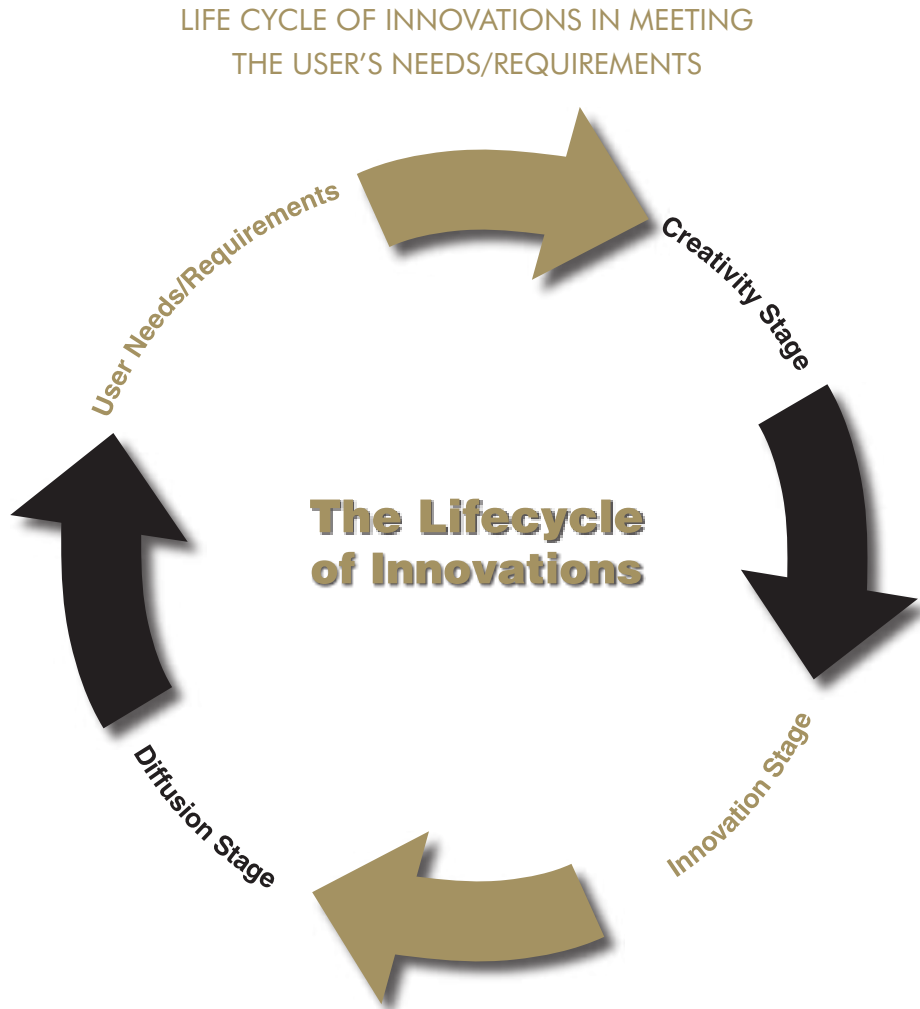 LIFE CYCLE OF INNOVATIONS IN MEETING
THE USER'S NEEDS/REQUIREMENTS
User Needs/Requirements
Creativity Stage
The Lifecycle
of Innovations
Innovation Stage
Diffusion Stage